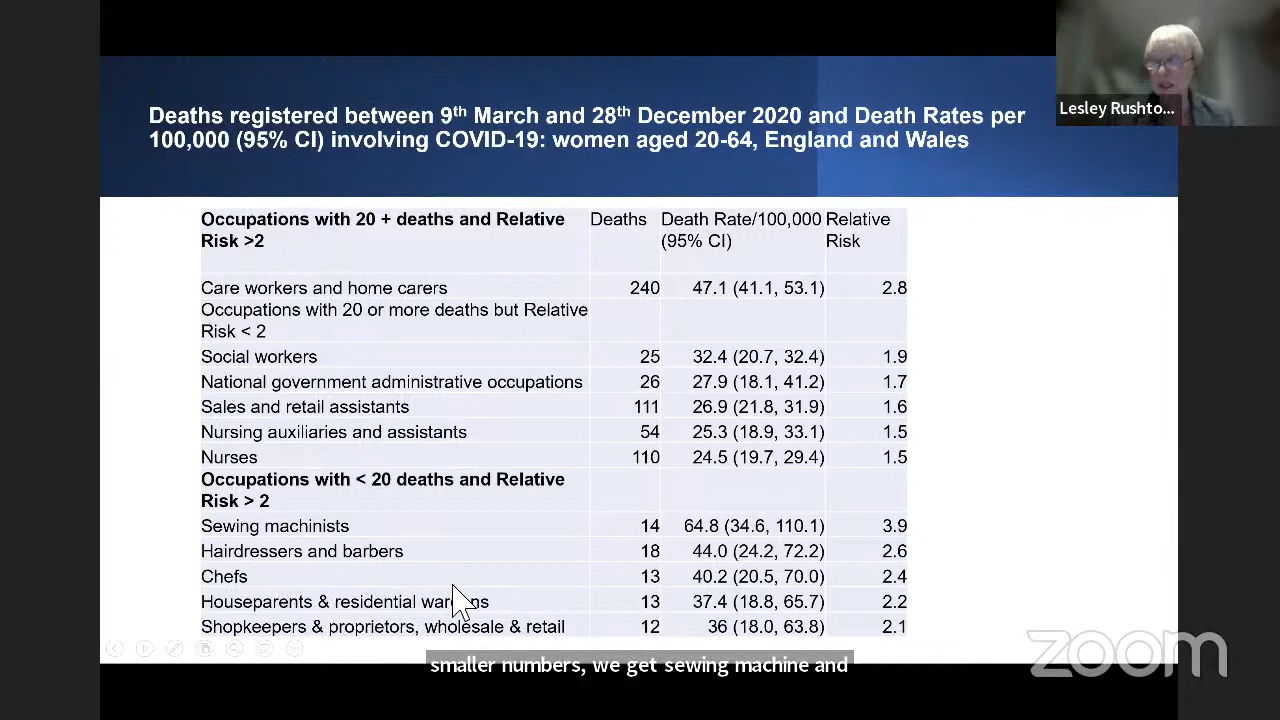 Lesley Rushto...
Deaths registered between 9th March and 28th December 2020 and Death Rates per
100,000 (95% CI) involving COVID-19: women aged 20-64, England and Wales
Occupations with 20 + deaths and Relative Risk >2 Deaths Death Rate/100,000 (95% CI) Relative Risk
Care workers and home carers 240 47.1 (41.1, 53.1) 2.8
Occupations with 20 or more deaths but Relative
Risk < 2
Social workers 25 32.4 (20.7, 32.4) 1.9
National government administrative occupations 26 27.9 (18.1, 41.2) 1.7
Sales and retail assistants 111 26.9 (21.8, 31.9) 1.6
Nursing auxiliaries and assistants 54 25.3 (18.9, 33.1) 1.5
Nurses 110 24.5 (19.7, 29.4) 1.5
Occupations with < 20 deaths and Relative
Risk > 2
Sewing machinists 14 64.8 (34.6, 110.1) 3.9
Hairdressers and barbers 18 44.0 (24.2, 72.2) 2.6
Chefs 13 40.2 (20.5, 70.0) 2.4
Houseparents & residential wardens 13 37.4 (18.8, 65.7) 2.2
Shopkeepers & proprietors, wholesale & retail 12 36 (18.0, 63.8) 2.1
zoom
smaller numbers, we get sewing machine and